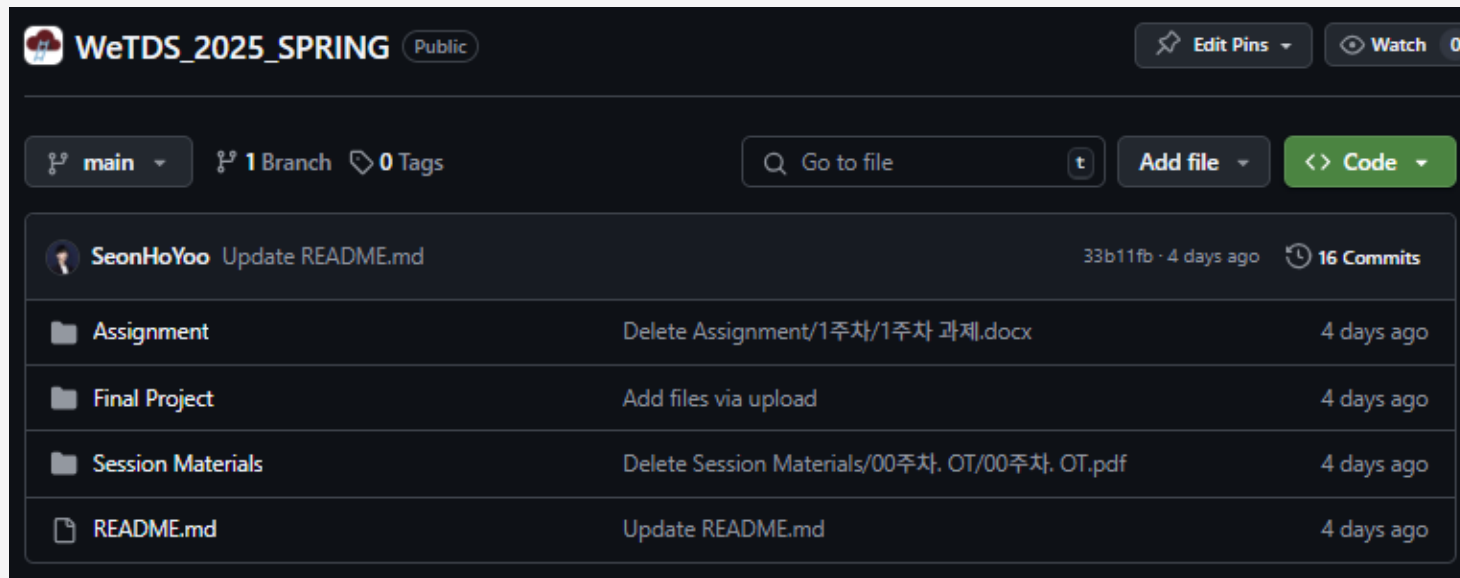 WeTDS_2025_SPRING Public Edit Pins Watch 0
main 1 Branch 0 Tags Go to file t Add file <> Code
SeonHoYoo Update README.md 33b11fb · 4 days ago 16 Commits
Assignment Delete Assignment/1주차/1주차 과제.docx 4 days ago
Final Project Add files via upload 4 days ago
Session Materials Delete Session Materials/00주차. OT/00주차. OT.pdf 4 days ago
README.md Update README.md 4 days ago